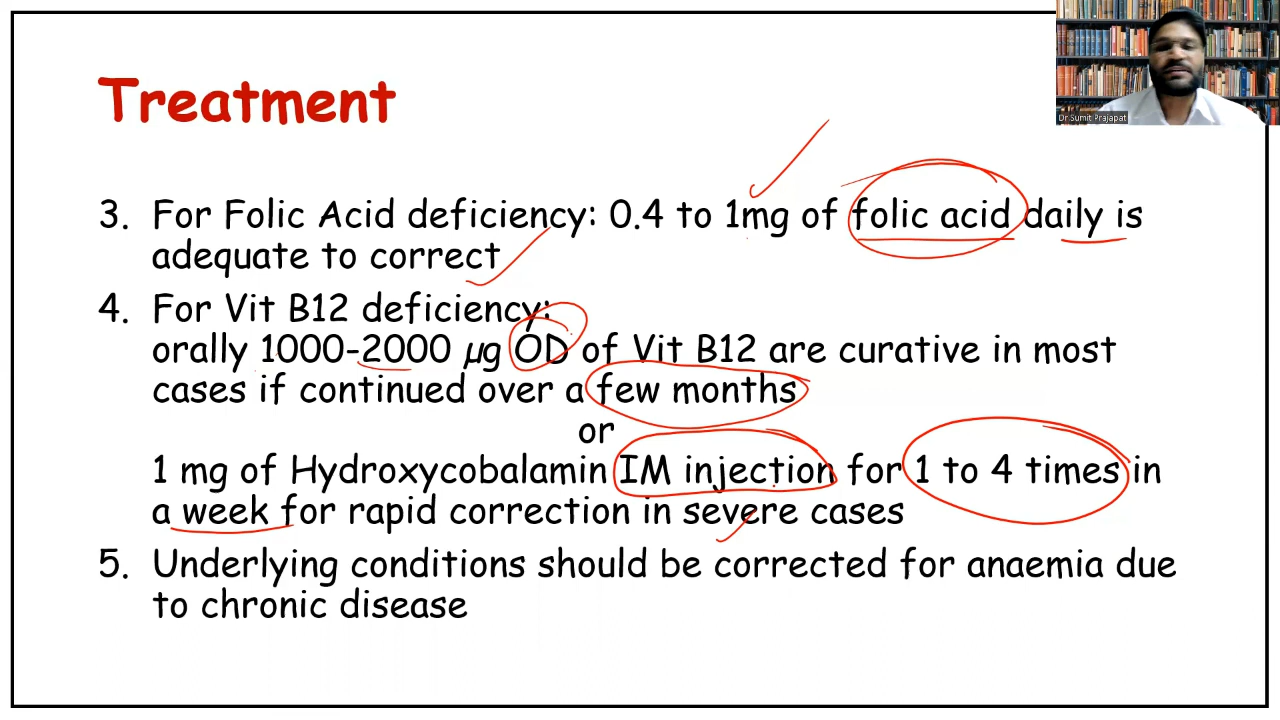 Treatment
Dr.Sumit Prajapat
3. For Folic Acid deficiency: 0.4 to 1mg of folic acid daily is
adequate to correct
4. For Vit B12 deficiency:
orally 1000-2000 µg OD of Vit B12 are curative in most
cases if continued over a few months
or
1 mg of Hydroxycobalamin IM injection for 1 to 4 times in
a week for rapid correction in severe cases
5. Underlying conditions should be corrected for anaemia due
to chronic disease